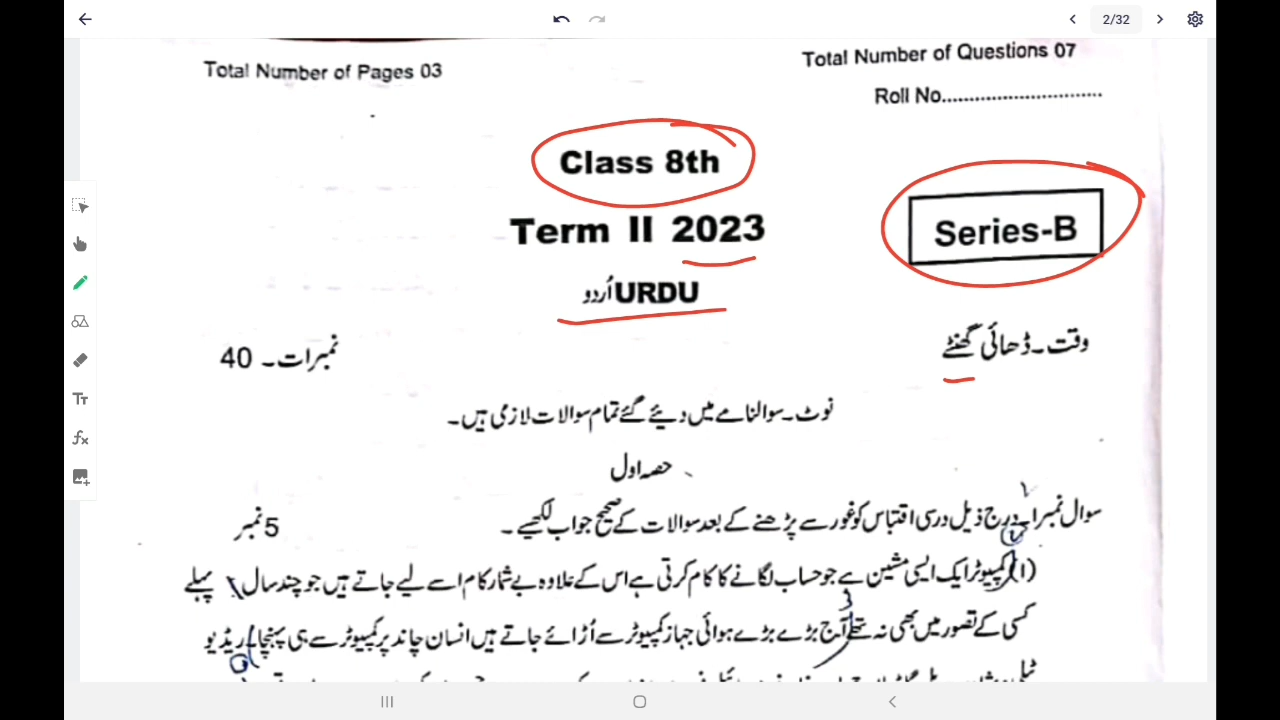 2/32
Total Number of Pages 03
Total Number of Questions 07
Roll No.............................
Class 8th
Term II 2023
Series-B
اُردو URDU
وقت۔ ڈھائی گھنٹے
نمبرات۔ 40
نوٹ۔ سوالنامے میں دیئے گئے تمام سوالات لازمی ہیں۔
حصہ اول
سوال نمبر ا۔ درج ذیل درسی اقتباس کو غور سے پڑھنے کے بعد سوالات کے صحیح جواب لکھیے۔
5 نمبر
(۱) کمپیوٹر ایک ایسی مشین ہے جو حساب لگانے کا کام کرتی ہے اس کے علاوہ بے شمار کام اسے لیے جاتے ہیں جو چند سال پہلے
کسی کے تصور میں بھی نہ تھے آج بڑے بڑے ہوائی جہاز کمپیوٹر سے اُڑائے جاتے ہیں انسان چاند پر کمپیوٹر سے ہی پہنچا۔ ریڈیو
Tт
fx